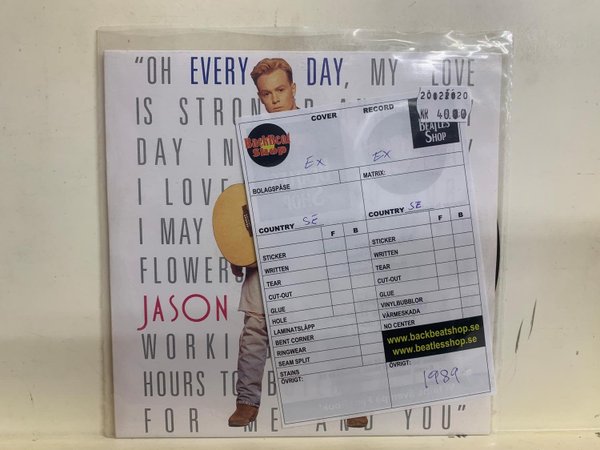 "OH EVERY DAY, MY LOVE
IS
DAY IN
I LOVE
I MAY
FLOWERS
JASON
WORKI
HOURS TO B
FOR ME AND YOU"
20122020
KR 40.00
COVER RECORD
BackBeat
Shop
BEATLES
SHOP
EX EX
BOLAGSPÅSE MATRIX:
COUNTRY SE COUNTRY SE
F B F B
STICKER STICKER
WRITTEN WRITTEN
TEAR TEAR
CUT-OUT CUT-OUT
GLUE GLUE
HOLE VINYLBUBBLOR
LAMINATSLÄPP VÄRMESKADA
BENT CORNER NO CENTER
RINGWEAR
SEAM SPLIT
STAINS
www.backbeatshop.se
www.beatlesshop.se
ÖVRIGT: ÖVRIGT:
1989